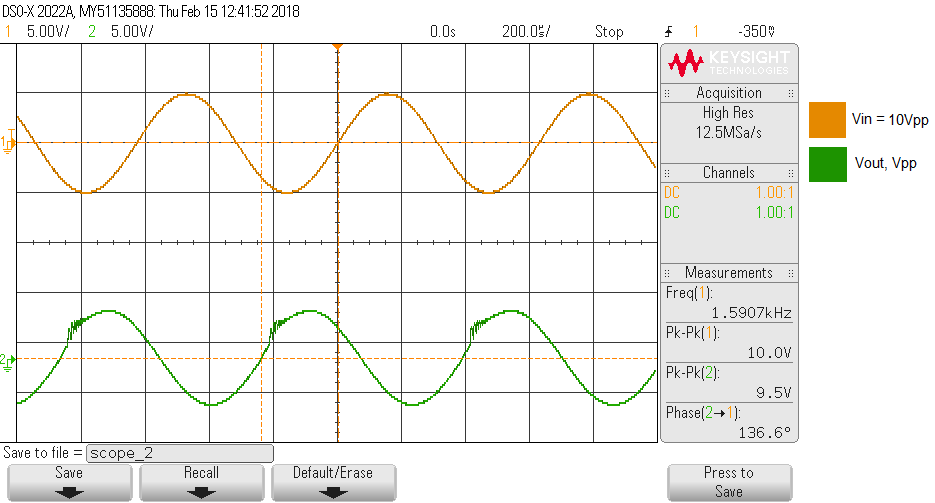 DSO-X 2022A, MY51135888: Thu Feb 15 12:41:52 2018
1 5.00V/ 2 5.00V/ 0.0s 200.0us/ Stop 1 -350mV
KEYSIGHT
TECHNOLOGIES
Acquisition
High Res
12.5MSa/s
Channels
DC 1.00:1
DC 1.00:1
Measurements
Freq(1):
1.5907kHz
Pk-Pk(1):
10.0V
Pk-Pk(2):
9.5V
Phase(2→1):
136.6°
1
2
Vin = 10Vpp
Vout, Vpp
Save to file = scope_2
Save
Recall
Default/Erase
Press to
Save